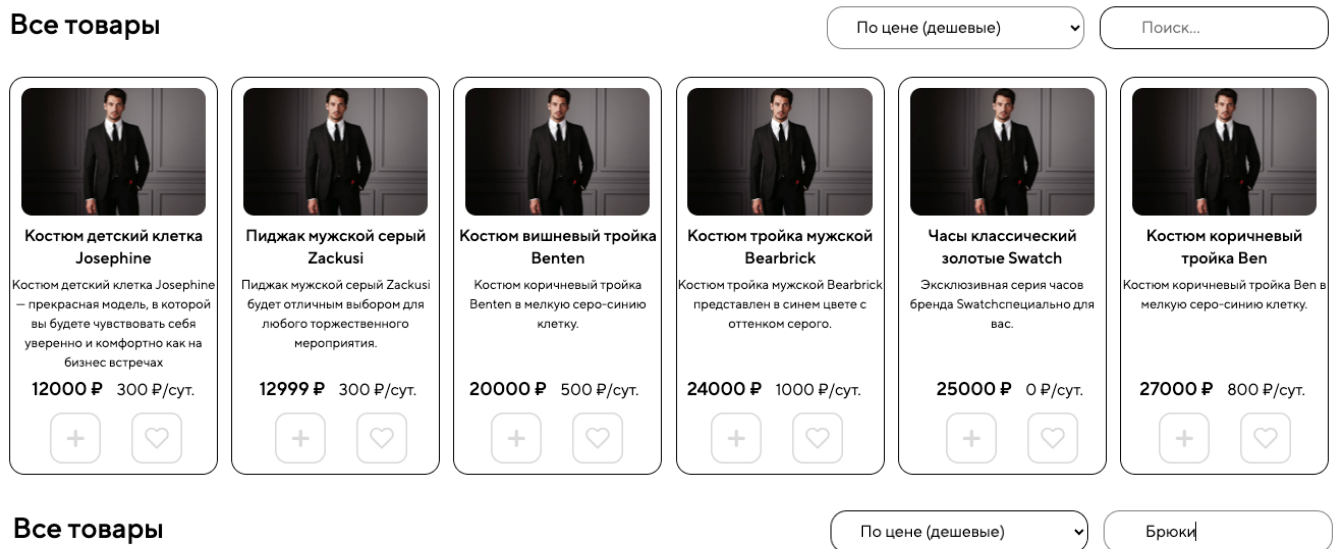 Все товары
По цене (дешевые)
Поиск...
Костюм детский клетка
Josephine
Костюм детский клетка Josephine
— прекрасная модель, в которой
вы будете чувствовать себя
уверенно и комфортно как на
бизнес встречах
12000 ₽ 300 ₽/сут.
Пиджак мужской серый
Zackusi
Пиджак мужской серый Zackusi
будет отличным выбором для
любого торжественного
мероприятия.
12999 ₽ 300 ₽/сут.
Костюм вишневый тройка
Benten
Костюм коричневый тройка
Benten в мелкую серо-синию
клетку.
20000 ₽ 500 ₽/сут.
Костюм тройка мужской
Bearbrick
Костюм тройка мужской Bearbrick
представлен в синем цвете с
оттенком серого.
24000 ₽ 1000 ₽/сут.
Часы классический
золотые Swatch
Эксклюзивная серия часов
бренда Swatchспециально для
вас.
25000 ₽ 0 ₽/сут.
Костюм коричневый
тройка Ben
Костюм коричневый тройка Ben в
мелкую серо-синию клетку.
27000 ₽ 800 ₽/сут.
Все товары
По цене (дешевые)
Брюки